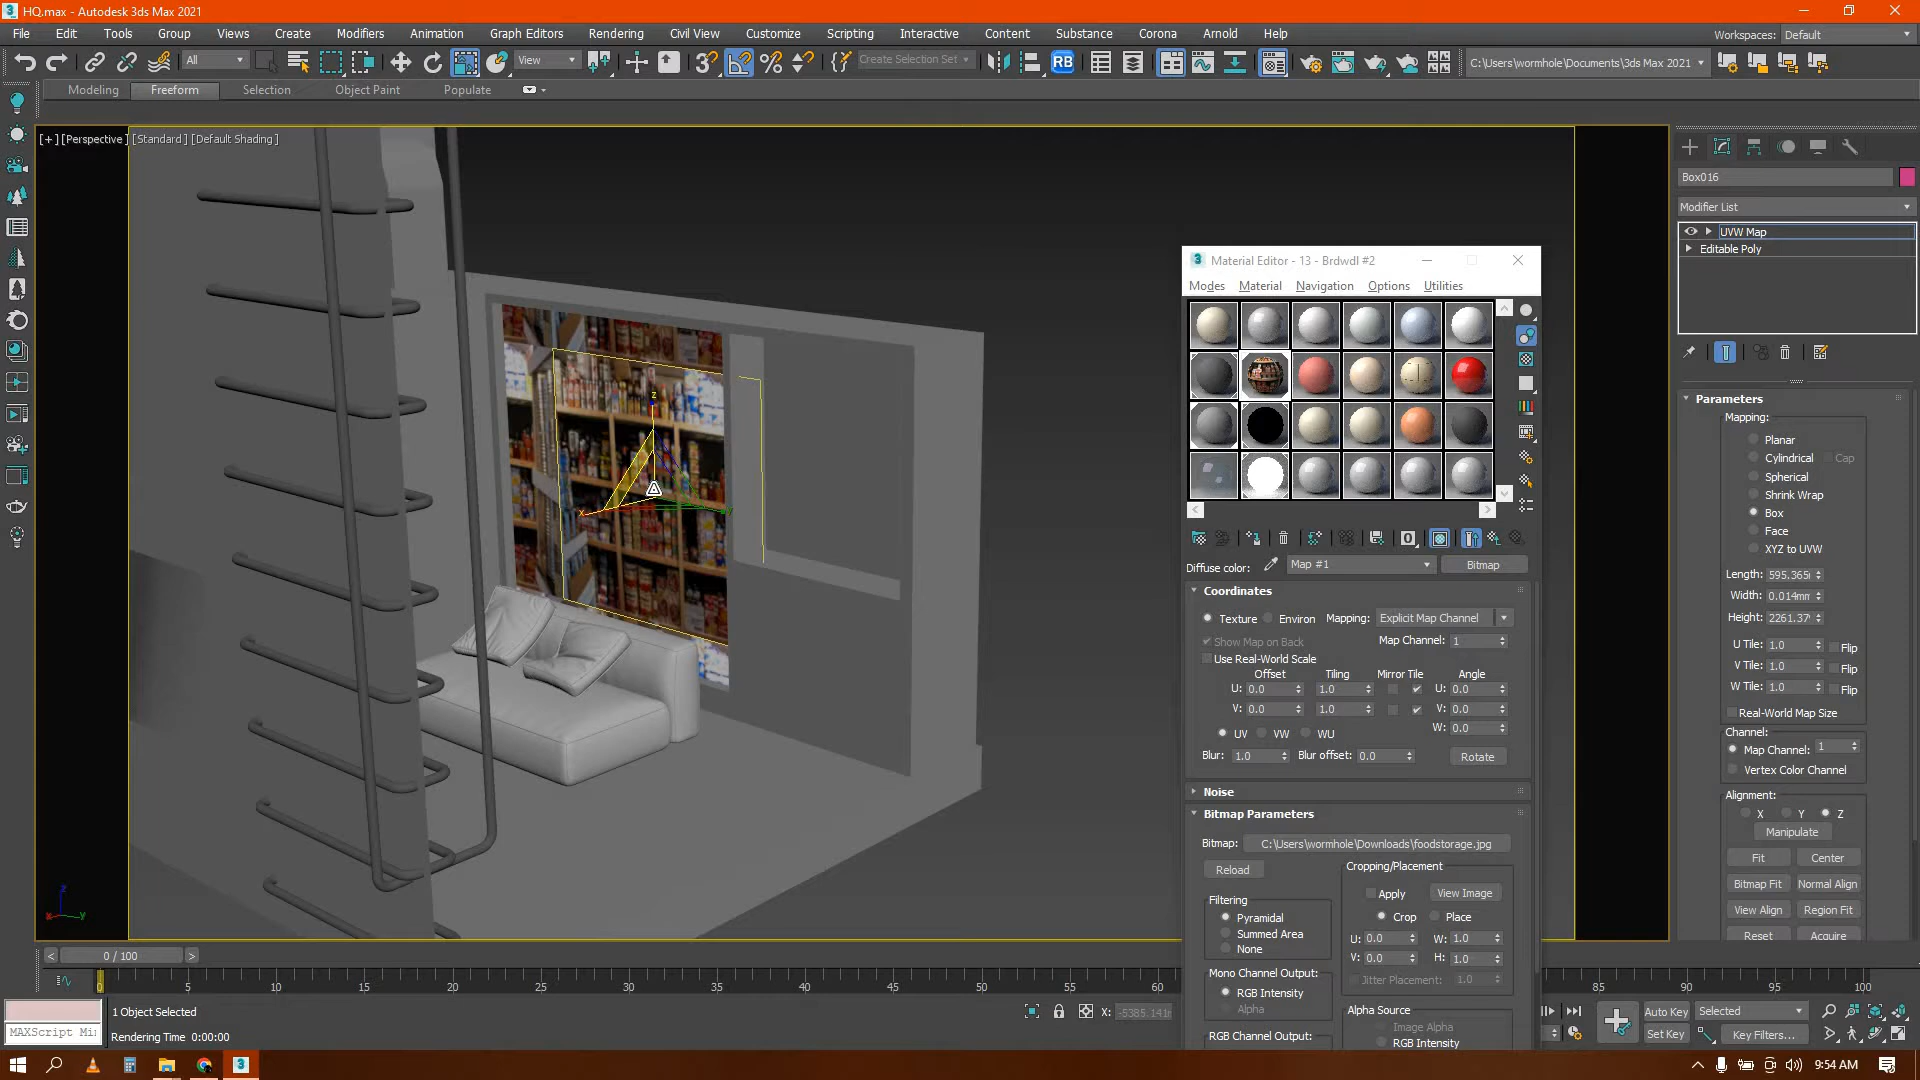 HQ.max - Autodesk 3ds Max 2021
File Edit Tools Group Views Create Modifiers Animation Graph Editors Rendering Civil View Customize Scripting Interactive Content Substance Corona Arnold Help
Workspaces: Default
All View Create Selection Set RB C:\Users\wormhole\Documents\3ds Max 2021
Modeling Freeform Selection Object Paint Populate
[+] [Perspective] [Standard] [Default Shading]
Box016
Modifier List
UVW Map
Editable Poly
Material Editor - 13 - Brdwdl #2
Modes Material Navigation Options Utilities
Diffuse color: Map #1 Bitmap
Coordinates
Texture Environ Mapping: Explicit Map Channel
Show Map on Back Map Channel: 1
Use Real-World Scale
Offset Tiling Mirror Tile Angle
U: 0.0 1.0 U: 0.0
V: 0.0 1.0 V: 0.0
UV VW WU W: 0.0
Blur: 1.0 Blur offset: 0.0 Rotate
Noise
Bitmap Parameters
Bitmap: C:\Users\wormhole\Downloads\foodstorage.jpg
Reload
Cropping/Placement
Apply View Image
Crop Place
U: 0.0 W: 1.0
V: 0.0 H: 1.0
Jitter Placement: 1.0
Filtering
Pyramidal
Summed Area
None
Mono Channel Output:
RGB Intensity
Alpha
RGB Channel Output:
Alpha Source
Image Alpha
RGB Intensity
Parameters
Mapping:
Planar
Cylindrical Cap
Spherical
Shrink Wrap
Box
Face
XYZ to UVW
Length: 595.365
Width: 0.014mm
Height: 2261.37
U Tile: 1.0 Flip
V Tile: 1.0 Flip
W Tile: 1.0 Flip
Real-World Map Size
Channel:
Map Channel: 1
Vertex Color Channel
Alignment:
X Y Z
Manipulate
Fit Center
Bitmap Fit Normal Align
View Align Region Fit
Reset Acquire
x z y
z x y
< 0 / 100 >
0 5 10 15 20 25 30 35 40 45 50 55 60 85 90 95 100
1 Object Selected
MAXScript Mi
Rendering Time 0:00:00
X: -5385.141
Auto Key Selected
Set Key Key Filters...
9:54 AM